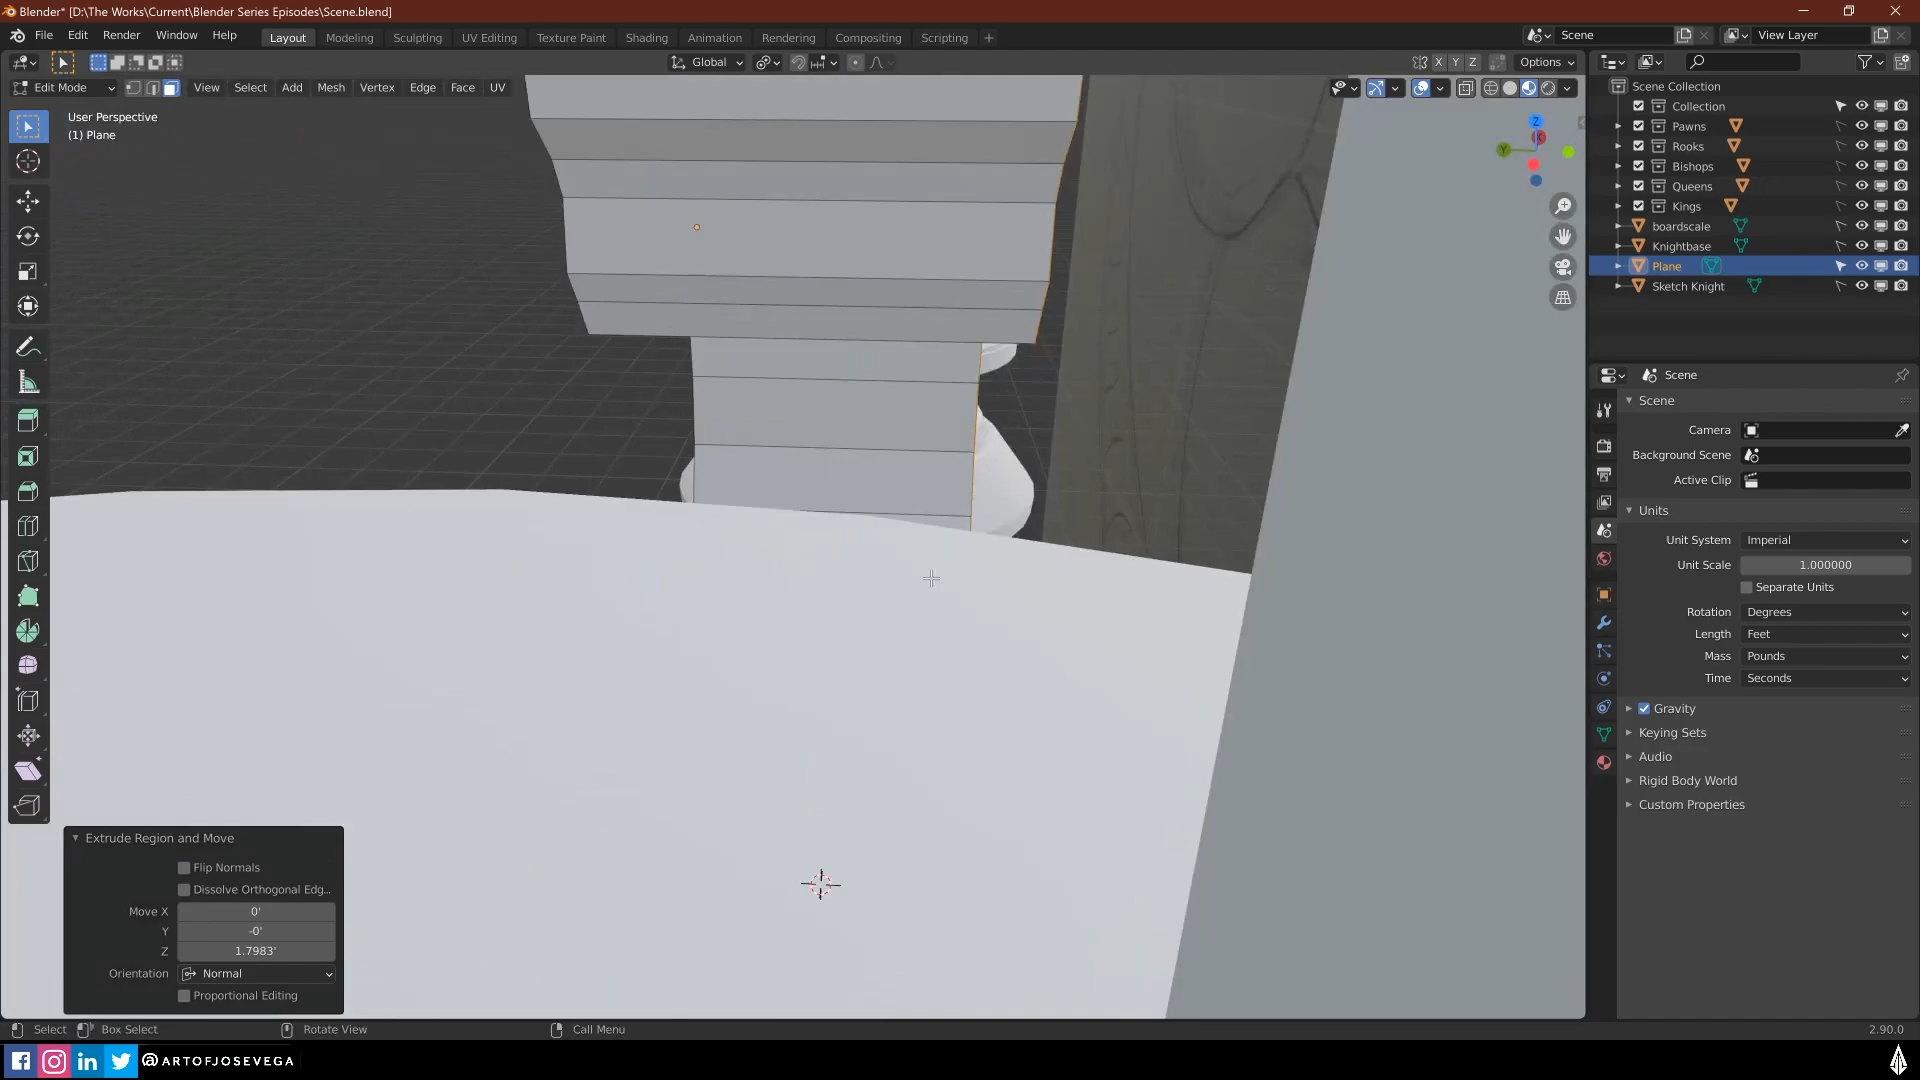 Blender* [D:\The Works\Current\Blender Series Episodes\Scene.blend]
File Edit Render Window Help
Layout Modeling Sculpting UV Editing Texture Paint Shading Animation Rendering Compositing Scripting +
Scene
View Layer
Global
X Y Z
Options
Edit Mode
View Select Add Mesh Vertex Edge Face UV
User Perspective
(1) Plane
Z
Y
Scene Collection
Collection
Pawns
Rooks
Bishops
Queens
Kings
boardscale
Knightbase
Plane
Sketch Knight
Scene
Scene
Camera
Background Scene
Active Clip
Units
Unit System Imperial
Unit Scale 1.000000
Separate Units
Rotation Degrees
Length Feet
Mass Pounds
Time Seconds
Gravity
Keying Sets
Audio
Rigid Body World
Custom Properties
Extrude Region and Move
Flip Normals
Dissolve Orthogonal Edg...
Move X 0'
Y -0'
Z 1.7983'
Orientation Normal
Proportional Editing
Select Box Select Rotate View Call Menu
2.90.0
@ARTOFJOSEVEGA